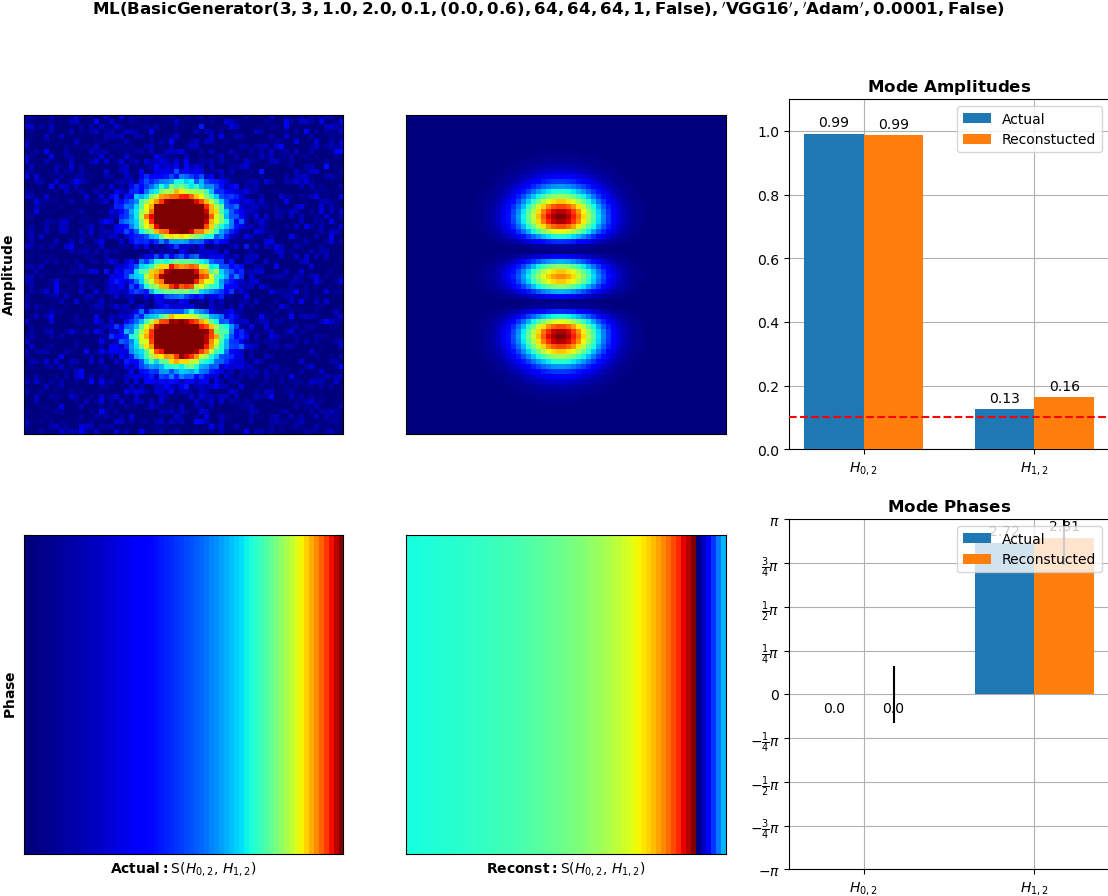 ML(BasicGenerator(3, 3, 1.0, 2.0, 0.1, (0.0, 0.6), 64, 64, 64, 1, False), ′VGG16′, ′Adam′, 0.0001, False)
Mode Amplitudes
Amplitude
1.0
0.8
0.6
0.4
0.2
0.0
0.99
0.99
0.13
0.16
Actual
Reconstucted
H0, 2
H1, 2
Mode Phases
Phase
π
3/4π
1/2π
1/4π
0
−1/4π
−1/2π
−3/4π
−π
0.0
0.0
2.72
2.81
Actual
Reconstucted
H0, 2
H1, 2
Actual: S(H0, 2, H1, 2)
Reconst: S(H0, 2, H1, 2)